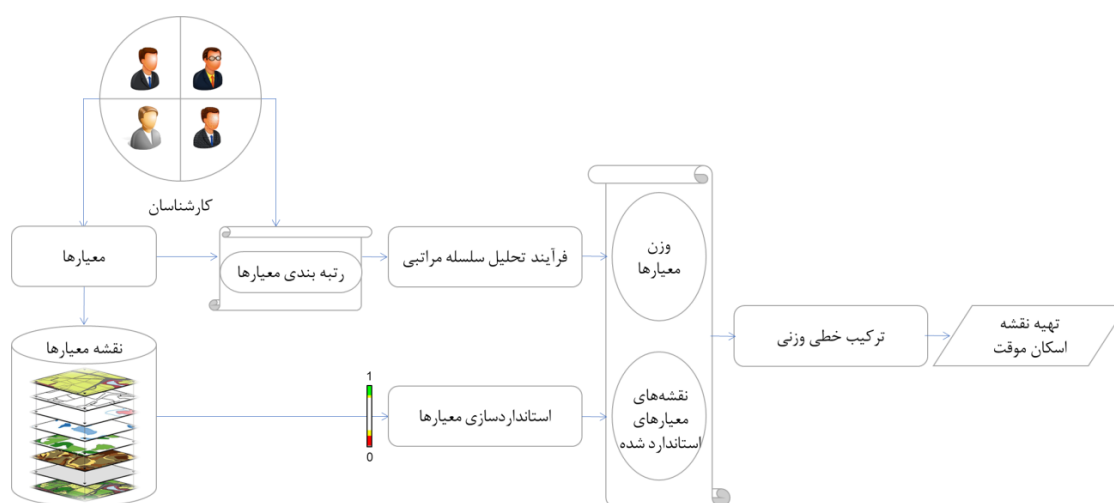 کارشناسان
معیارها
رتبه بندی معیارها
فرآیند تحلیل سلسله مراتبی
وزن
معیارها
نقشه معیارها
1
0
استانداردسازی معیارها
نقشه‌های
معیارهای
استاندارد شده
ترکیب خطی وزنی
تهیه نقشه
اسکان موقت